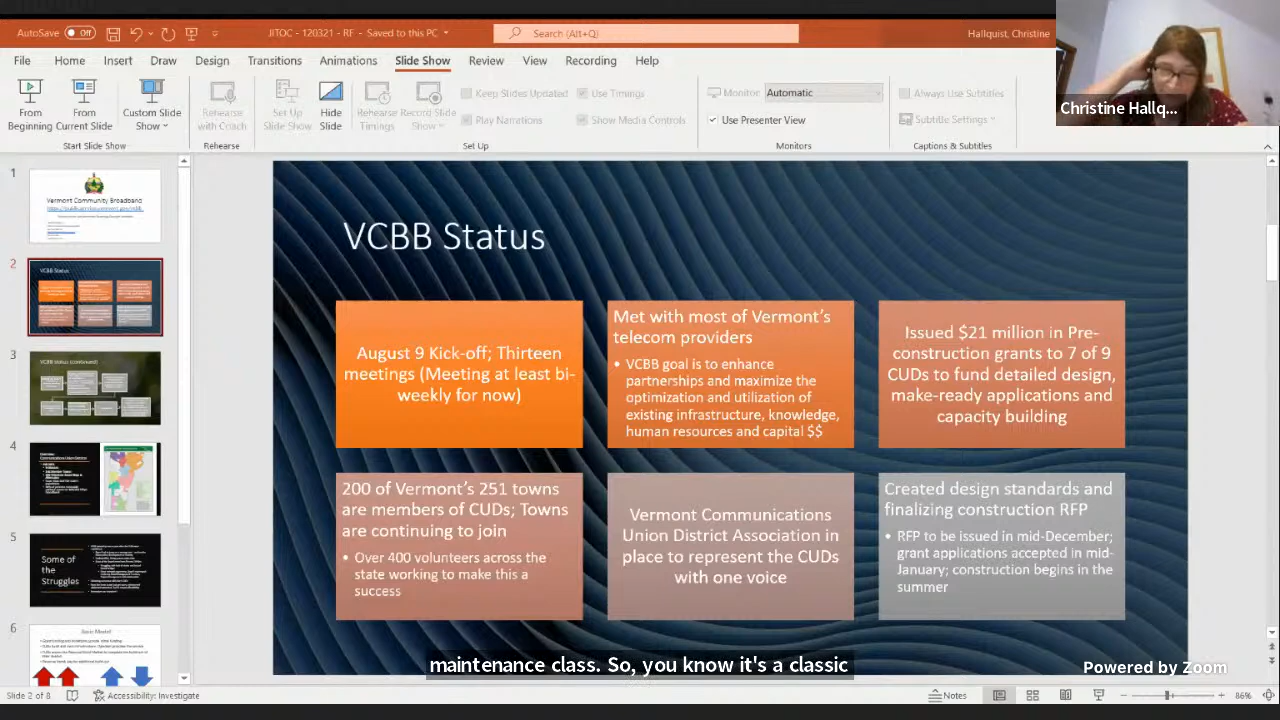 AutoSave Off
JITOC - 120321 - RF - Saved to this PC
Search (Alt+Q)
Hallquist, Christine
File Home Insert Draw Design Transitions Animations Slide Show Review View Recording Help
From Beginning
From Current Slide
Custom Slide Show
Start Slide Show
Rehearse with Coach
Rehearse
Set Up Slide Show
Hide Slide
Rehearse Timings
Record Slide Show
Keep Slides Updated
Use Timings
Play Narrations
Show Media Controls
Set Up
Monitor: Automatic
Use Presenter View
Monitors
Always Use Subtitles
Subtitle Settings
Captions & Subtitles
Christine Hallq...
1
Vermont Community Broadband
2
VCBB Status
3
VCBB status (continued)
4
5
Some of
the
Struggles
6
VCBB Status
August 9 Kick-off; Thirteen
meetings (Meeting at least bi-
weekly for now)
Met with most of Vermont's
telecom providers
• VCBB goal is to enhance
partnerships and maximize the
optimization and utilization of
existing infrastructure, knowledge,
human resources and capital $$
Issued $21 million in Pre-
construction grants to 7 of 9
CUDs to fund detailed design,
make-ready applications and
capacity building
200 of Vermont's 251 towns
are members of CUDs; Towns
are continuing to join
• Over 400 volunteers across the
state working to make this a
success
Vermont Communications
Union District Association in
place to represent the CUDs
with one voice
Created design standards and
finalizing construction RFP
• RFP to be issued in mid-December;
grant applications accepted in mid-
January; construction begins in the
summer
maintenance class. So, you know it's a classic
Powered by Zoom
Slide 2 of 8
Accessibility: Investigate
Notes
86%